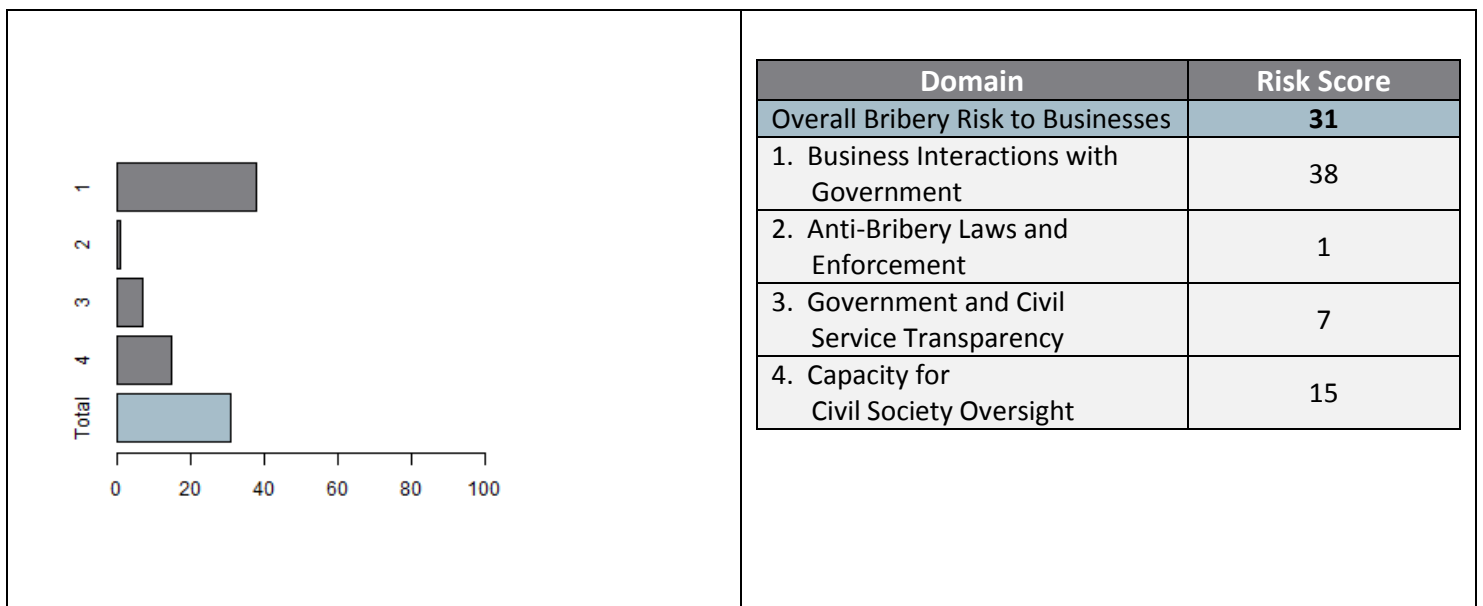 1
2
3
4
Total
0 20 40 60 80 100
Domain Risk Score
Overall Bribery Risk to Businesses 31
1. Business Interactions with
Government
38
2. Anti-Bribery Laws and
Enforcement
1
3. Government and Civil
Service Transparency
7
4. Capacity for
Civil Society Oversight
15